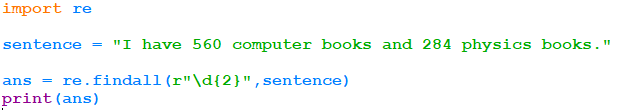 import re
sentence = "I have 560 computer books and 284 physics books."
ans = re.findall(r"\d{2}",sentence)
print(ans)